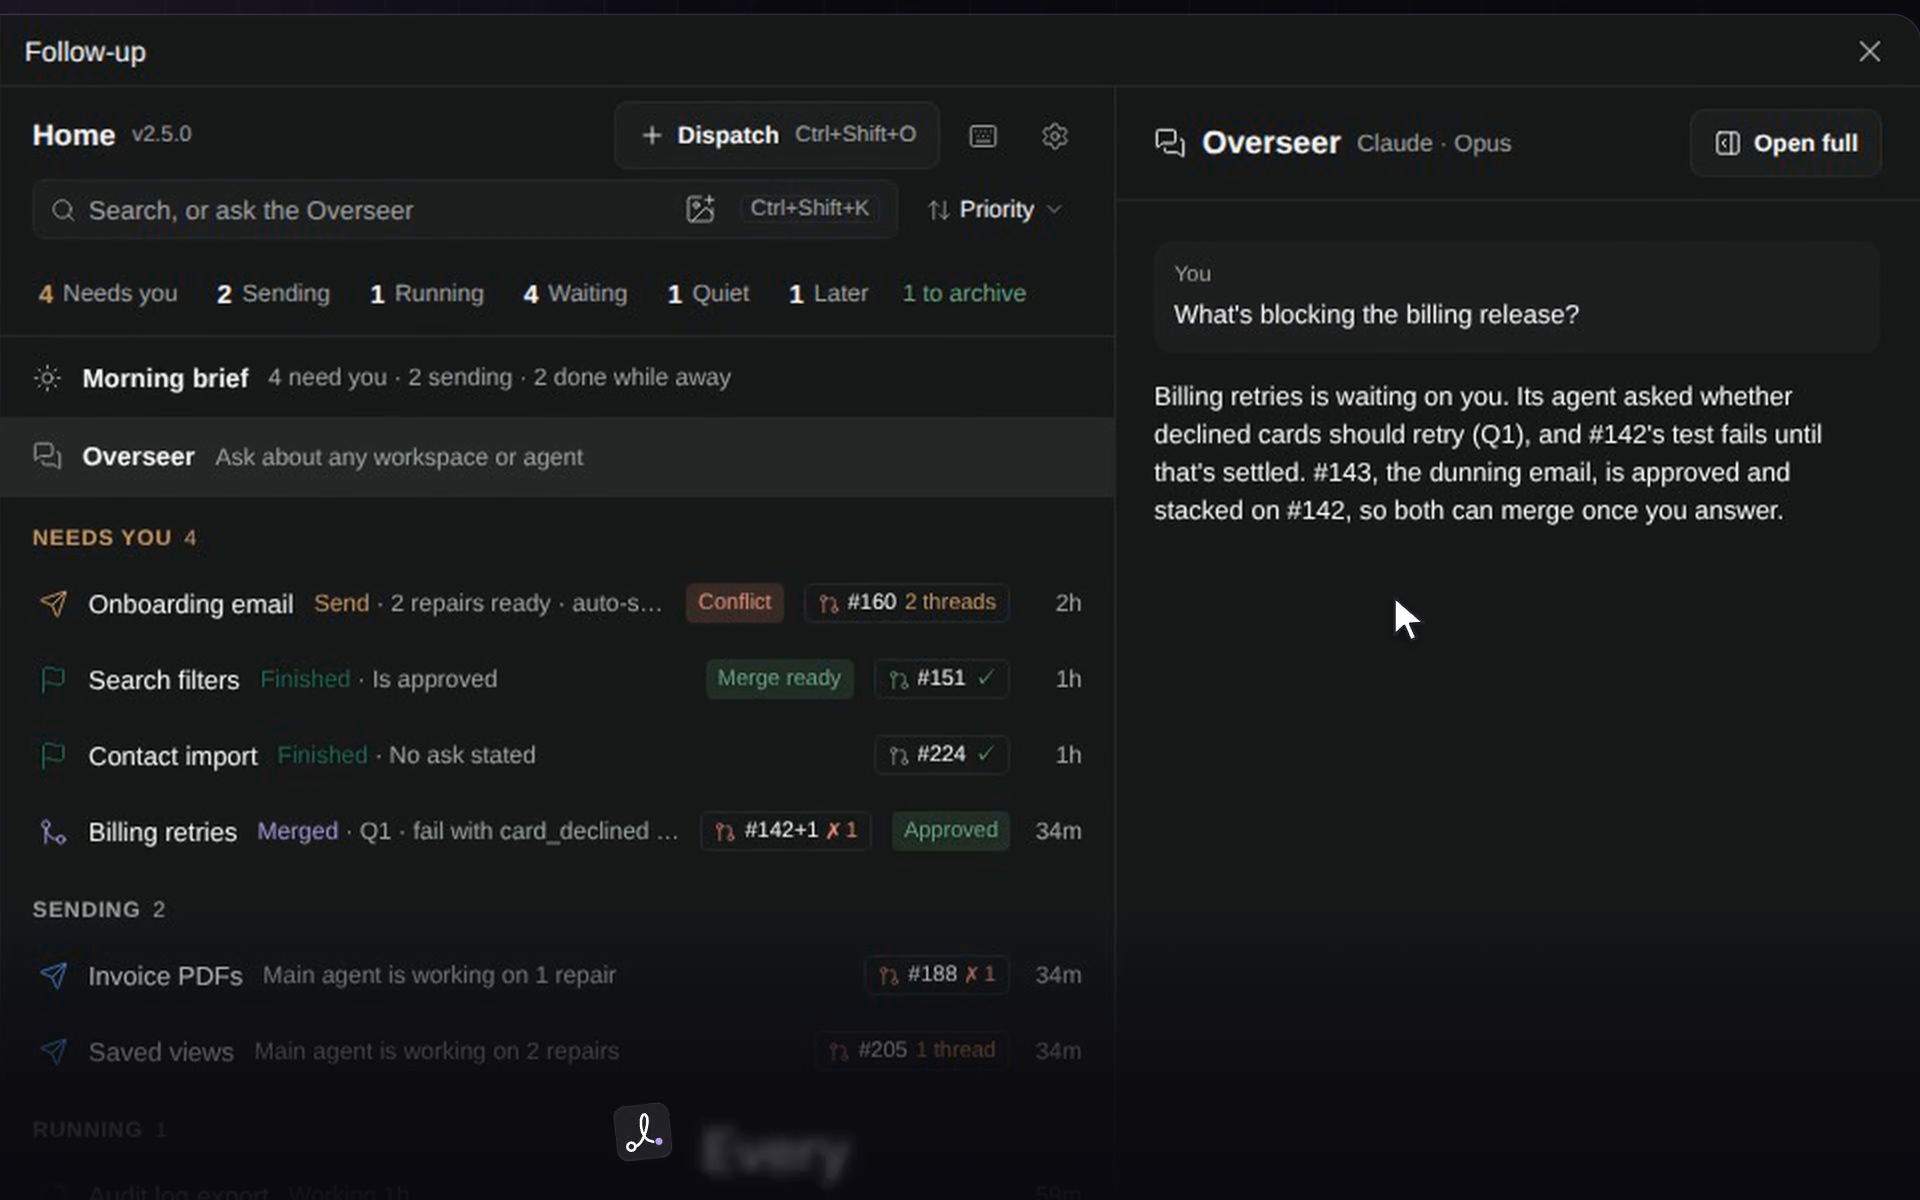 Follow-up
Home v2.5.0
Dispatch Ctrl+Shift+O
Search, or ask the Overseer Ctrl+Shift+K
Priority
4 Needs you 2 Sending 1 Running 4 Waiting 1 Quiet 1 Later 1 to archive
Morning brief 4 need you · 2 sending · 2 done while away
Overseer Ask about any workspace or agent
NEEDS YOU 4
Onboarding email Send · 2 repairs ready · auto-s... Conflict #160 2 threads 2h
Search filters Finished · Is approved Merge ready #151 ✓ 1h
Contact import Finished · No ask stated #224 ✓ 1h
Billing retries Merged · Q1 · fail with card_declined ... #142+1 ✗ 1 Approved 34m
SENDING 2
Invoice PDFs Main agent is working on 1 repair #188 ✗ 1 34m
Saved views Main agent is working on 2 repairs #205 1 thread 34m
RUNNING 1
Audit log export Working 1h 59m
Every
Overseer Claude · Opus
Open full
You
What's blocking the billing release?
Billing retries is waiting on you. Its agent asked whether
declined cards should retry (Q1), and #142's test fails until
that's settled. #143, the dunning email, is approved and
stacked on #142, so both can merge once you answer.